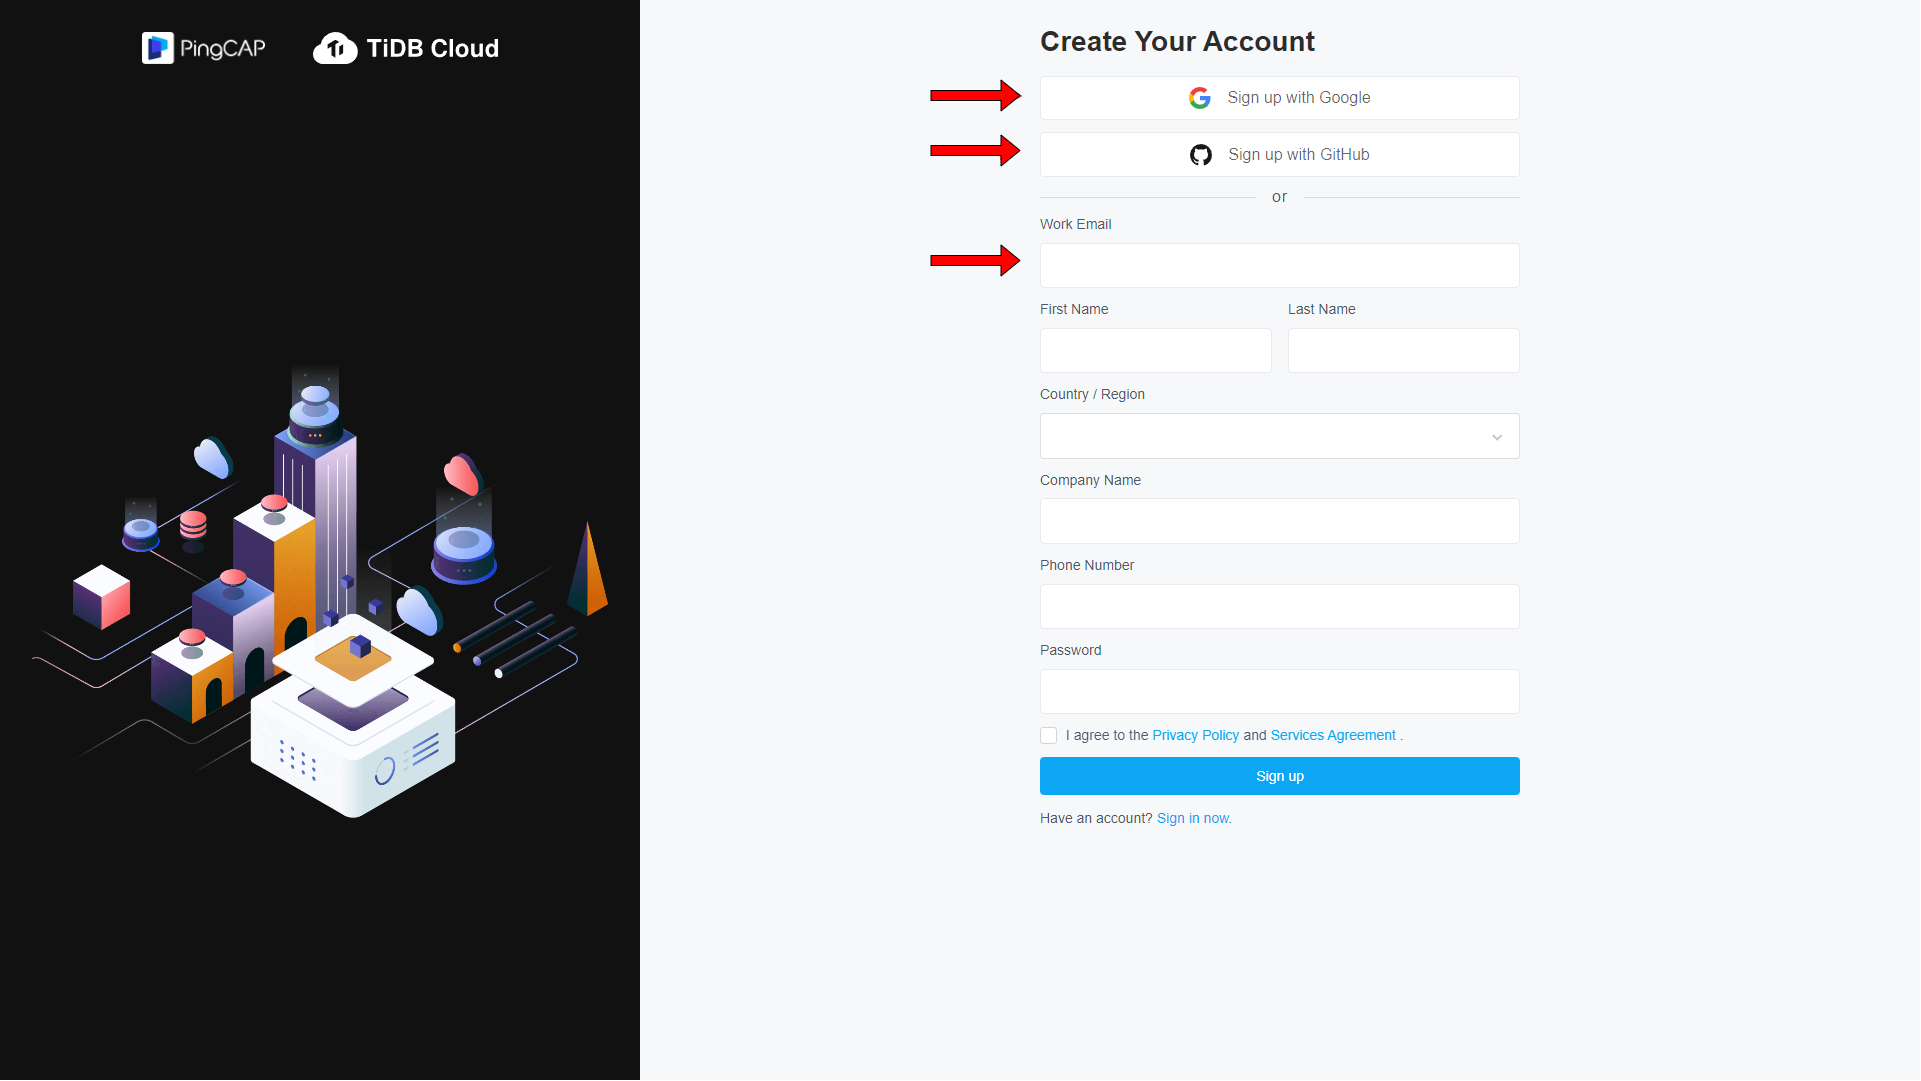 PingCAP
TiDB Cloud
Create Your Account
Sign up with Google
Sign up with GitHub
or
Work Email
First Name
Last Name
Country / Region
Company Name
Phone Number
Password
I agree to the Privacy Policy and Services Agreement .
Sign up
Have an account? Sign in now.